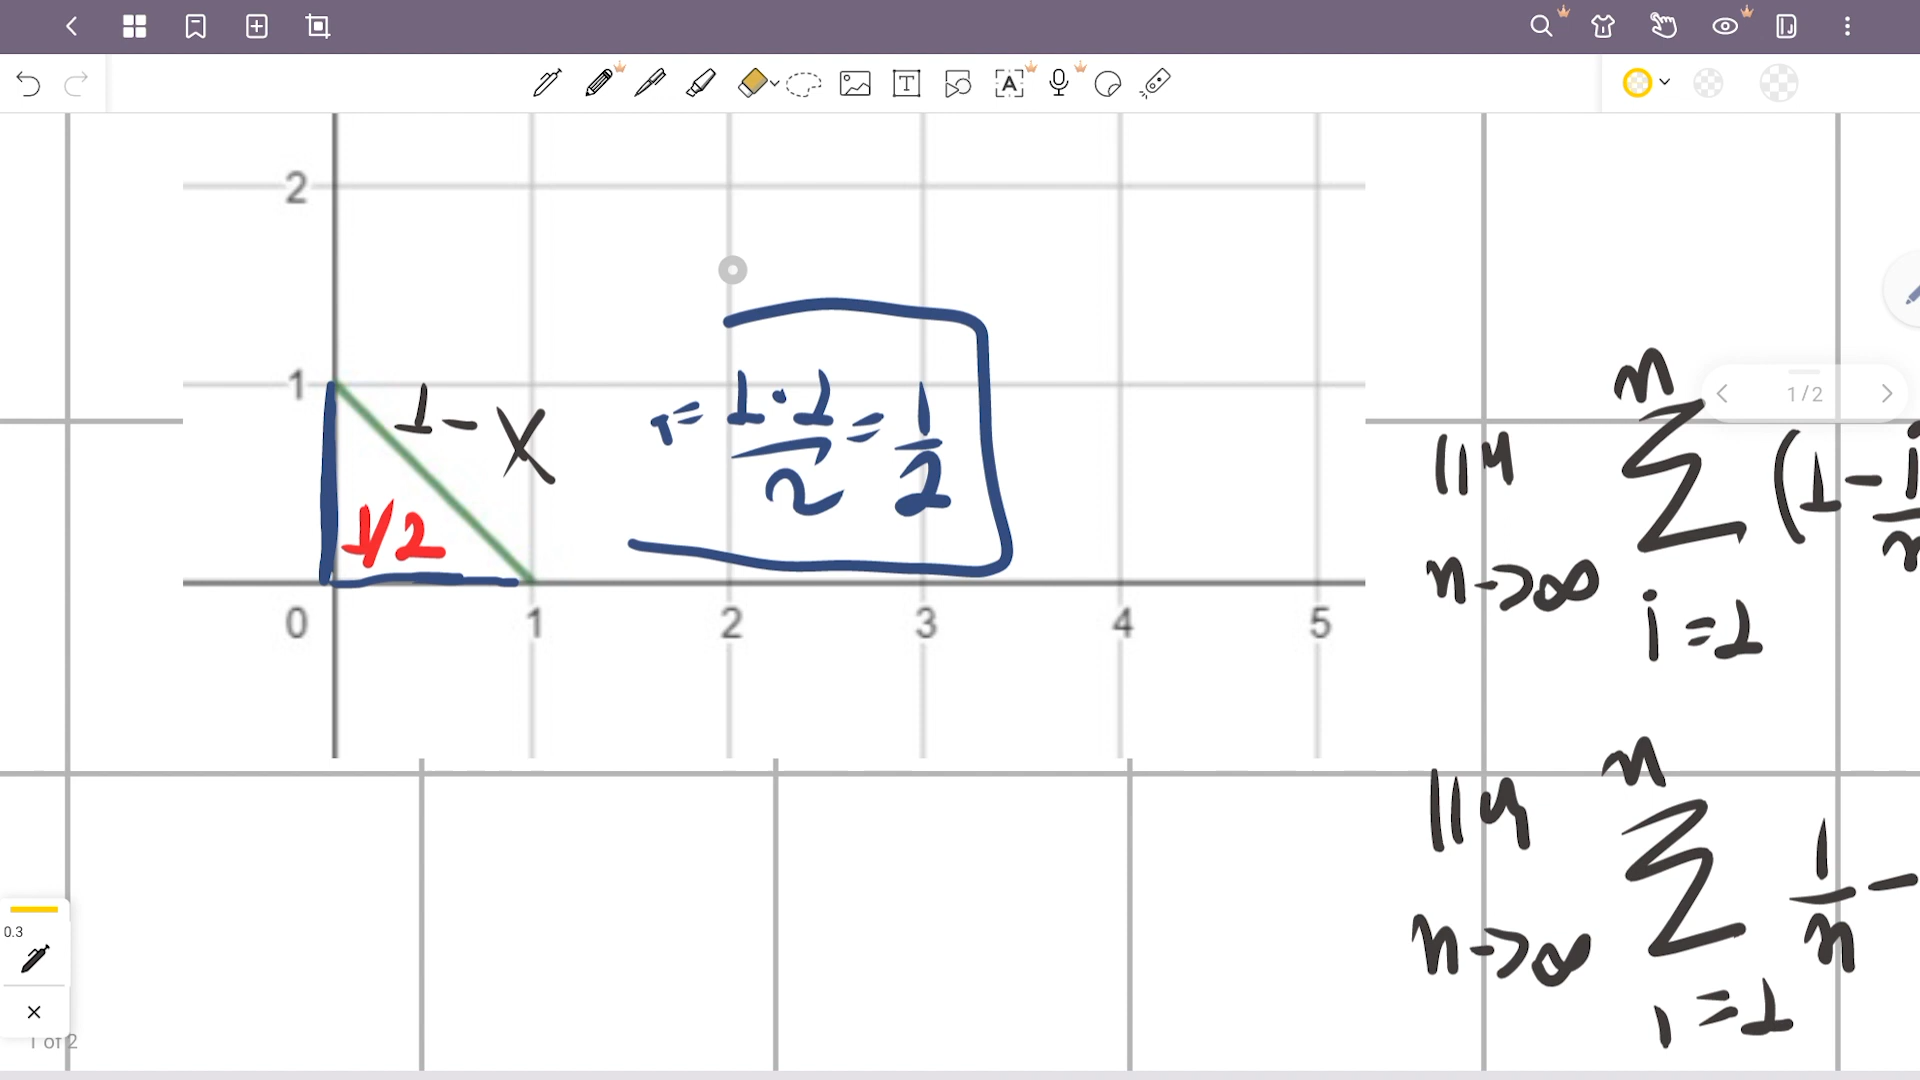 2
1
1 - x
1/2
= 1·1/2 = 1/2
0 1 2 3 4 5
lim n->∞ n Σ i=1 (1 - i/n
lim n->∞ n Σ i=1 1/n -
1/2
A
T
0.3
1 of 2